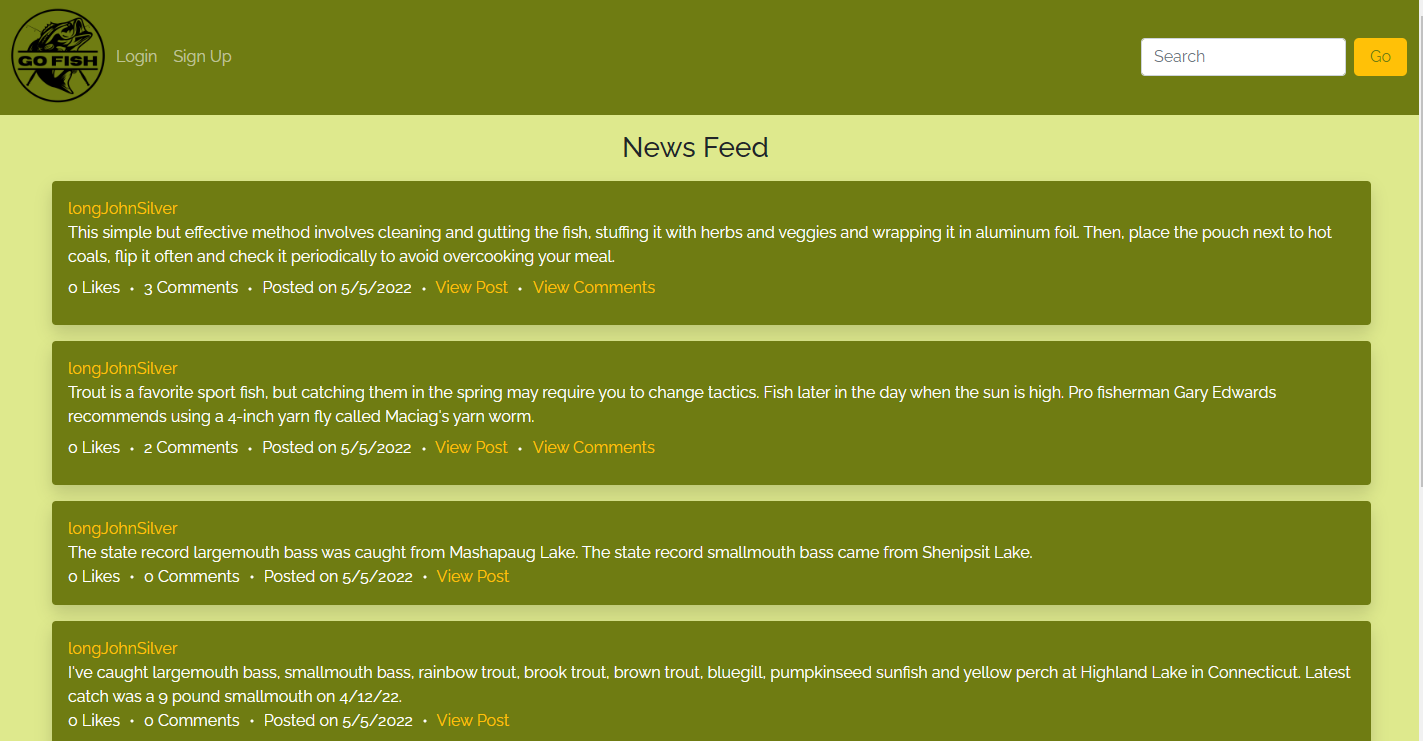 GO FISH
Login
Sign Up
Search
Go
News Feed
longJohnSilver
This simple but effective method involves cleaning and gutting the fish, stuffing it with herbs and veggies and wrapping it in aluminum foil. Then, place the pouch next to hot
coals, flip it often and check it periodically to avoid overcooking your meal.
0 Likes • 3 Comments • Posted on 5/5/2022 • View Post • View Comments
longJohnSilver
Trout is a favorite sport fish, but catching them in the spring may require you to change tactics. Fish later in the day when the sun is high. Pro fisherman Gary Edwards
recommends using a 4-inch yarn fly called Maciag's yarn worm.
0 Likes • 2 Comments • Posted on 5/5/2022 • View Post • View Comments
longJohnSilver
The state record largemouth bass was caught from Mashapaug Lake. The state record smallmouth bass came from Shenipsit Lake.
0 Likes • 0 Comments • Posted on 5/5/2022 • View Post
longJohnSilver
I've caught largemouth bass, smallmouth bass, rainbow trout, brook trout, brown trout, bluegill, pumpkinseed sunfish and yellow perch at Highland Lake in Connecticut. Latest
catch was a 9 pound smallmouth on 4/12/22.
0 Likes • 0 Comments • Posted on 5/5/2022 • View Post